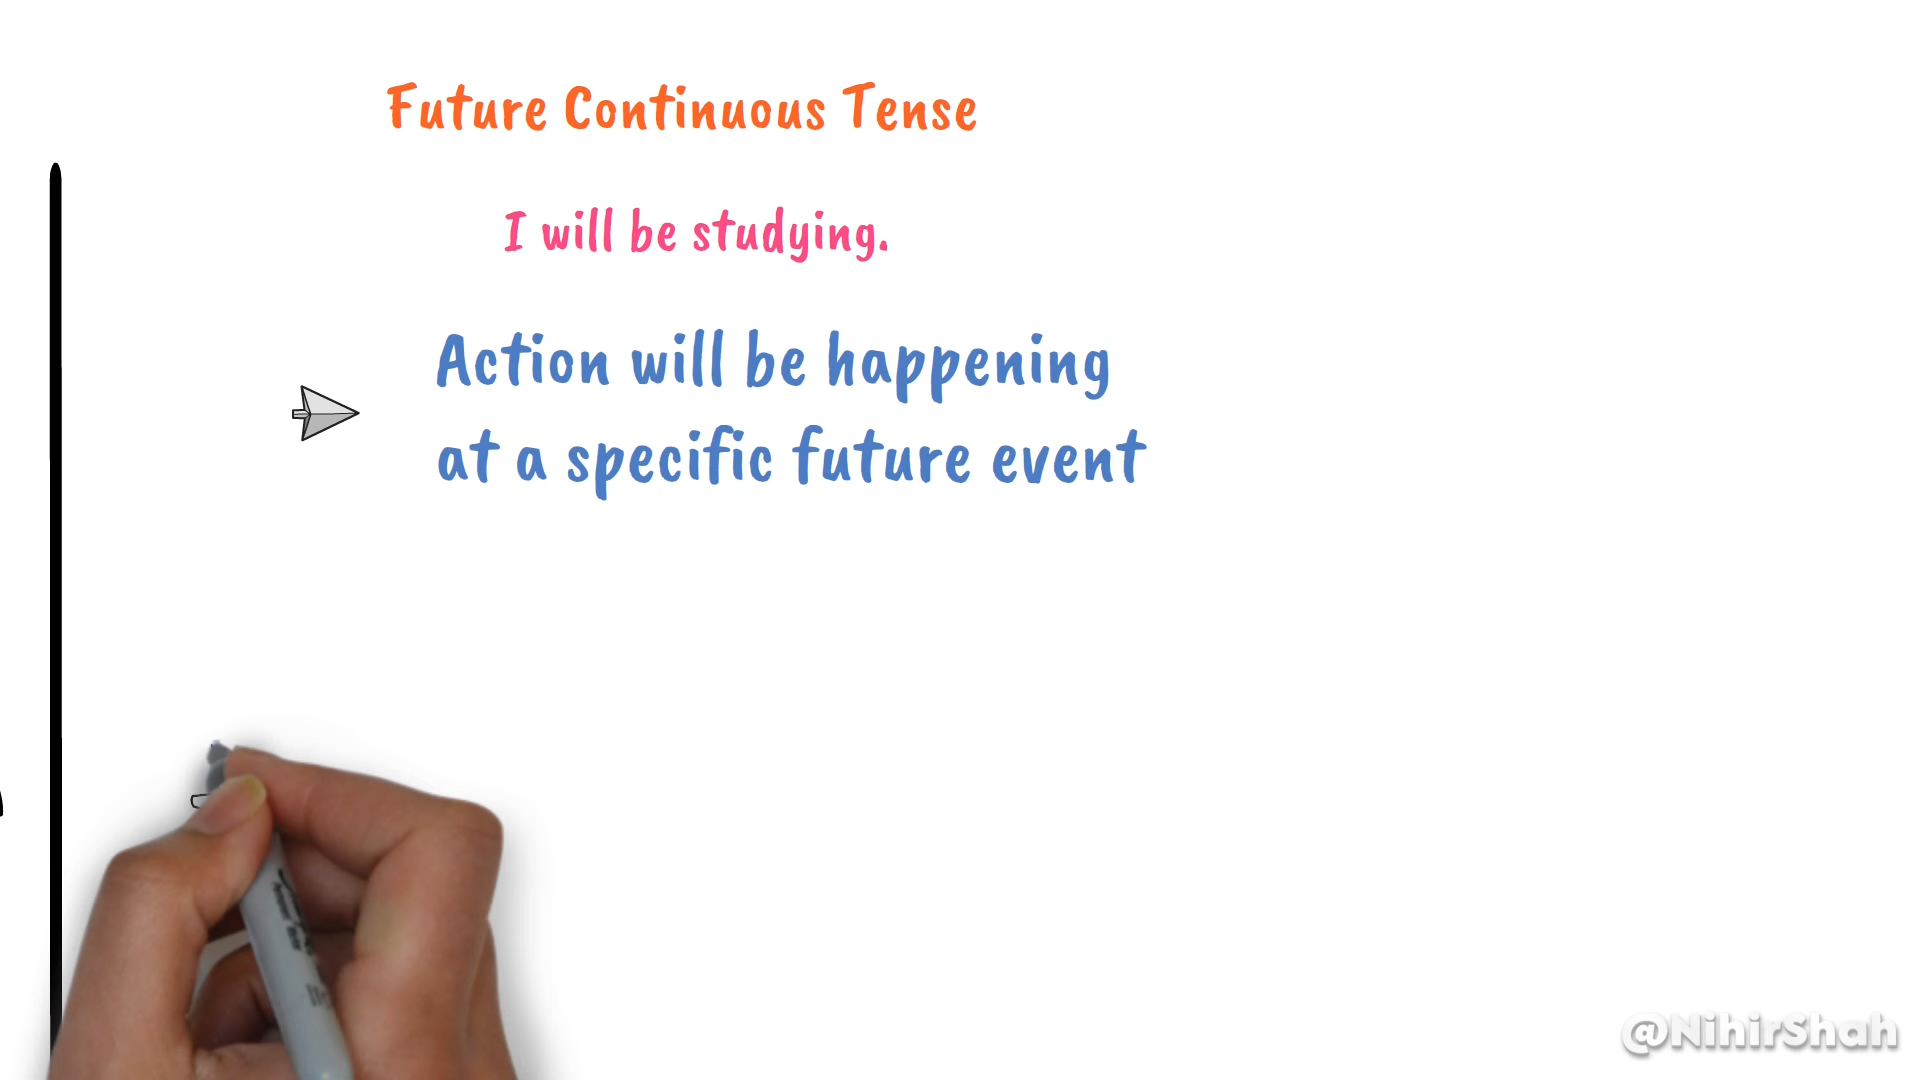 Future Continuous Tense
I will be studying.
Action will be happening
at a specific future event
@NihirShah